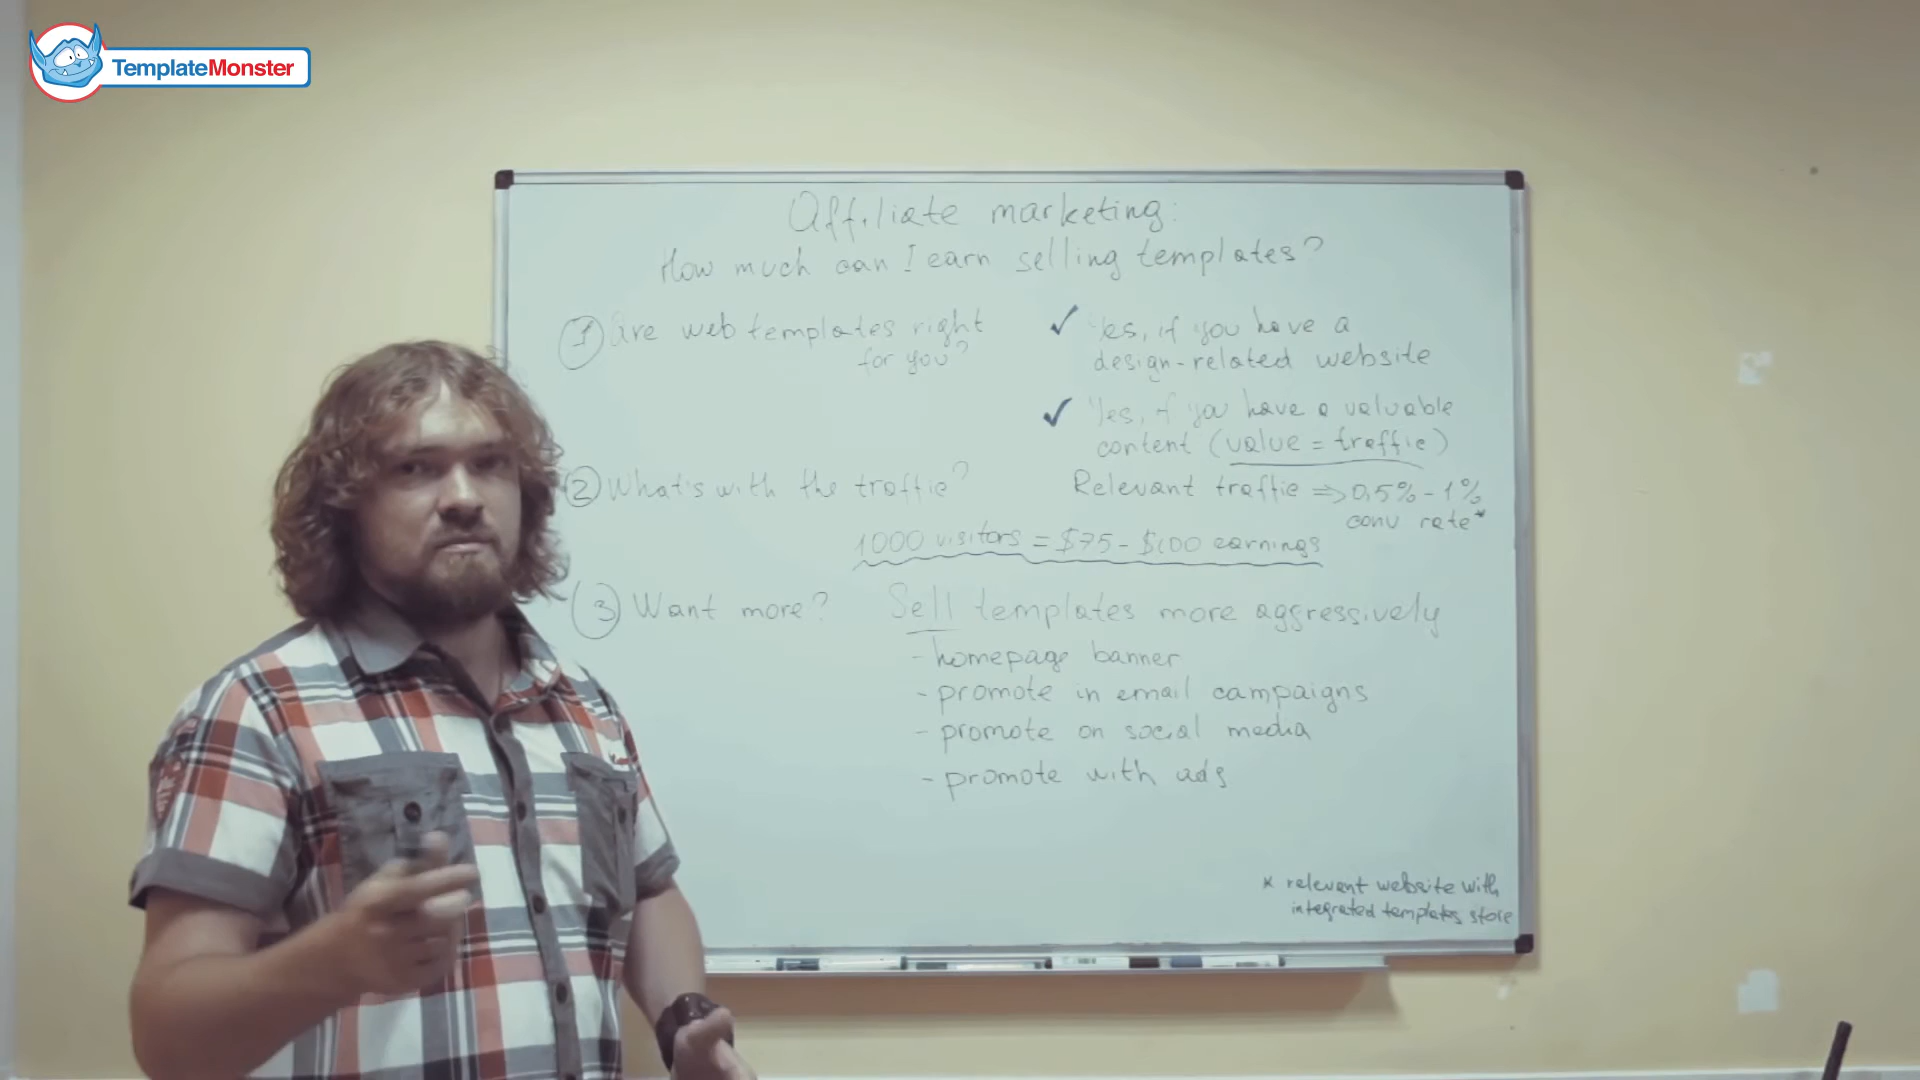 TemplateMonster
Affiliate marketing:
How much can I earn selling templates?
1 are web templates right
for you?
✓ Yes, if you have a
design-related website
✓ Yes, if you have a valuable
content (value = traffic)
2 What's with the traffic?
Relevant traffic => 0,5% - 1%
conv rate*
1000 visitors = $75 - $100 earnings
3 Want more?
Sell templates more aggressively
- homepage banner
- promote in email campaigns
- promote on social media
- promote with ads
* relevant website with
integrated templates store